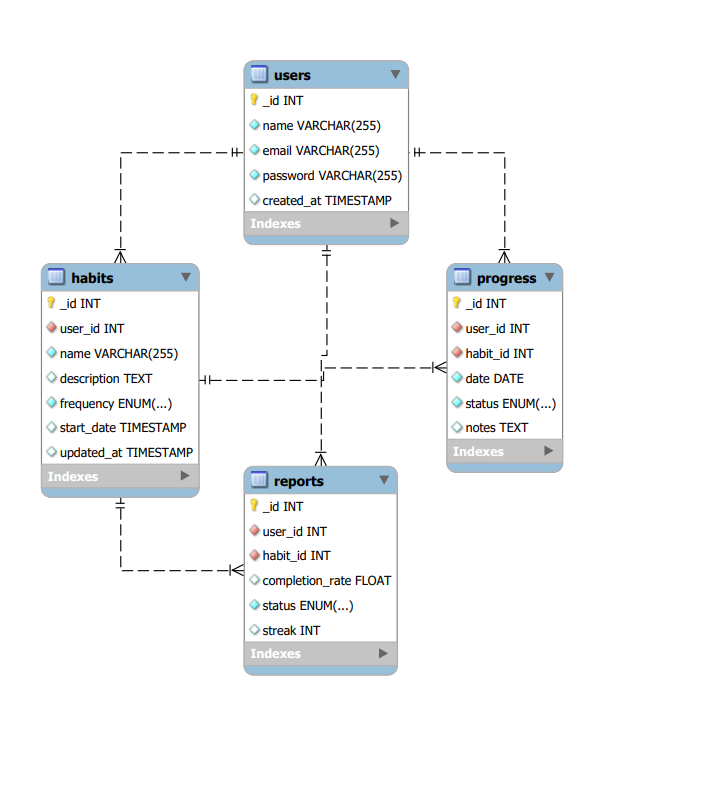 users
_id INT
name VARCHAR(255)
email VARCHAR(255)
password VARCHAR(255)
created_at TIMESTAMP
Indexes
habits
_id INT
user_id INT
name VARCHAR(255)
description TEXT
frequency ENUM(...)
start_date TIMESTAMP
updated_at TIMESTAMP
Indexes
progress
_id INT
user_id INT
habit_id INT
date DATE
status ENUM(...)
notes TEXT
Indexes
reports
_id INT
user_id INT
habit_id INT
completion_rate FLOAT
status ENUM(...)
streak INT
Indexes